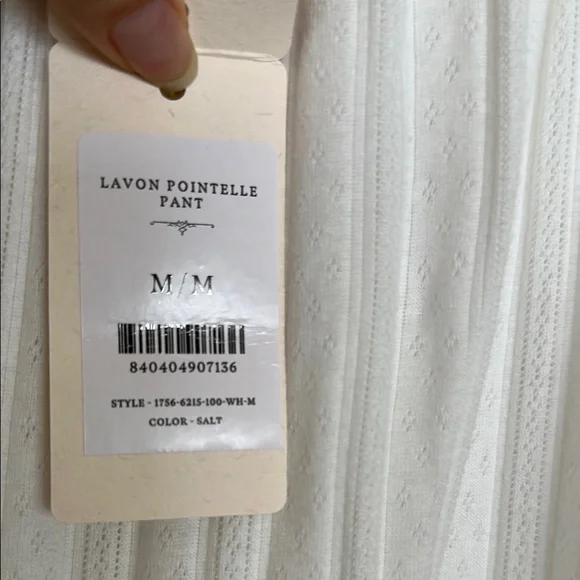 LAVON POINTELLE
PANT
M/M
840404907136
STYLE - 1756-6215-100-WH-M
COLOR - SALT